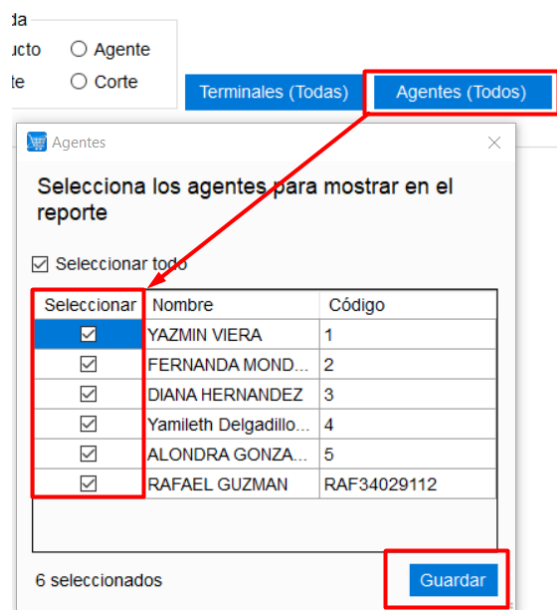 da
ucto Agente
te Corte
Terminales (Todas) Agentes (Todos)
Agentes
Selecciona los agentes para mostrar en el
reporte
Seleccionar todo
Seleccionar Nombre Código
YAZMIN VIERA 1
FERNANDA MOND... 2
DIANA HERNANDEZ 3
Yamileth Delgadillo... 4
ALONDRA GONZA... 5
RAFAEL GUZMAN RAF34029112
6 seleccionados Guardar